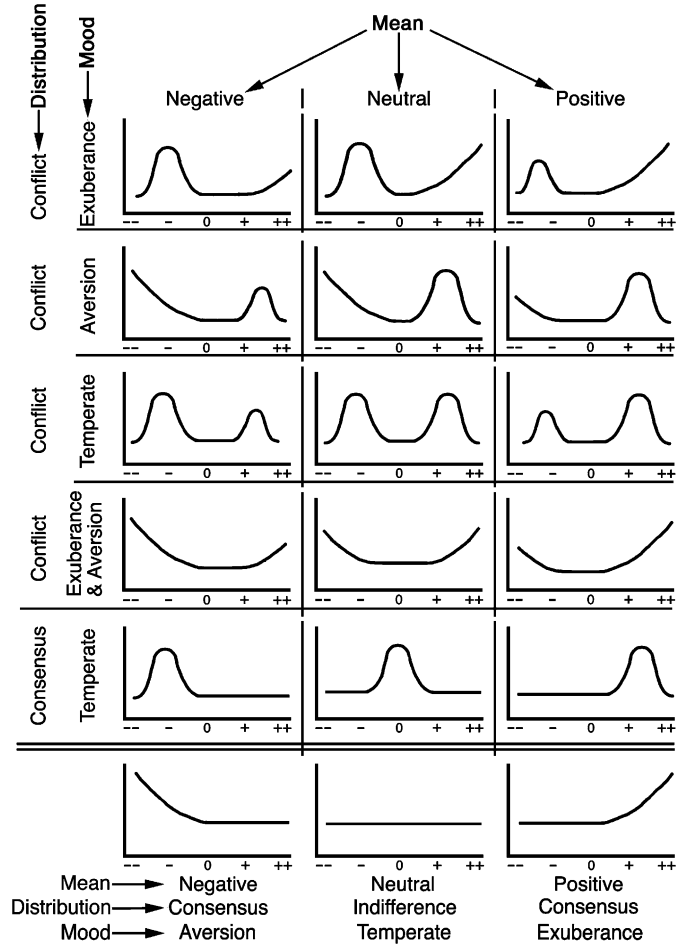 Mean
Distribution
Mood
Negative Neutral Positive
Conflict Exuberance
-- - 0 + ++ -- - 0 + ++ -- - 0 + ++
Conflict Aversion
-- - 0 + ++ -- - 0 + ++ -- - 0 + ++
Conflict Temperate
-- - 0 + ++ -- - 0 + ++ -- - 0 + ++
Conflict Exuberance
& Aversion
-- - 0 + ++ -- - 0 + ++ -- - 0 + ++
Consensus Temperate
-- - 0 + ++ -- - 0 + ++ -- - 0 + ++
-- - 0 + ++ -- - 0 + ++ -- - 0 + ++
Mean Negative Neutral Positive
Distribution Consensus Indifference Consensus
Mood Aversion Temperate Exuberance